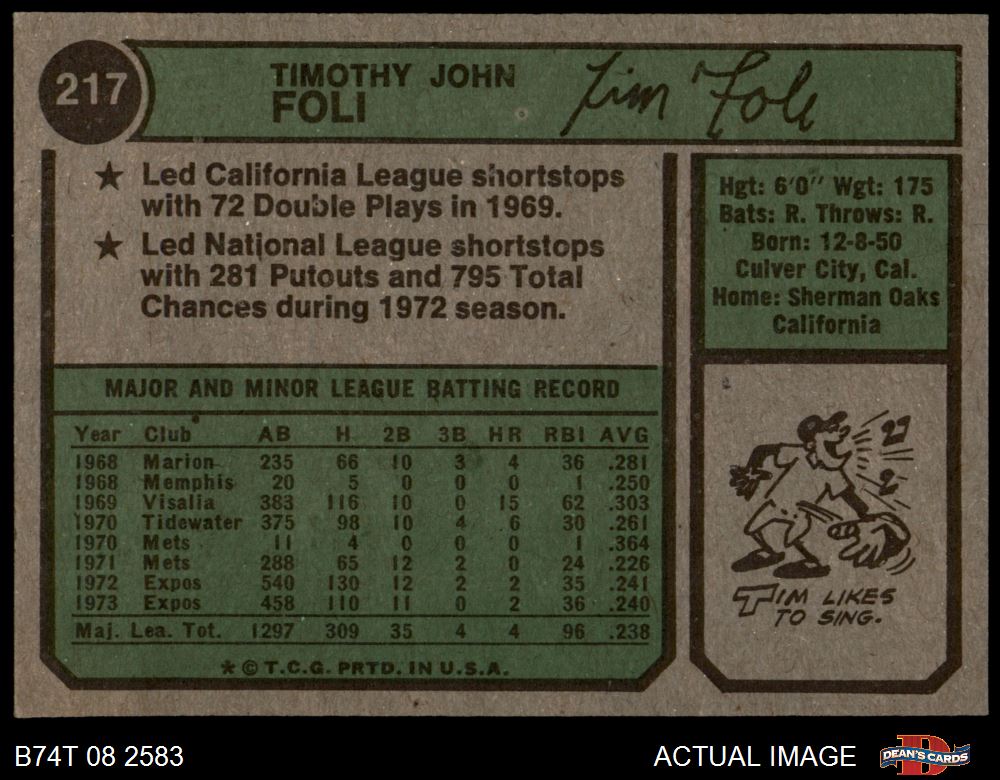 217
TIMOTHY JOHN
FOLI
Tim Foli
★ Led California League shortstops
with 72 Double Plays in 1969.
★ Led National League shortstops
with 281 Putouts and 795 Total
Chances during 1972 season.
Hgt: 6'0" Wgt: 175
Bats: R. Throws: R.
Born: 12-8-50
Culver City, Cal.
Home: Sherman Oaks
California
MAJOR AND MINOR LEAGUE BATTING RECORD
Year Club AB H 2B 3B HR RBI AVG
1968 Marion 235 66 10 3 4 36 .281
1968 Memphis 20 5 0 0 0 1 .250
1969 Visalia 383 116 10 0 15 62 .303
1970 Tidewater 375 98 10 4 6 30 .261
1970 Mets 11 4 0 0 0 1 .364
1971 Mets 288 65 12 2 0 24 .226
1972 Expos 540 130 12 2 2 35 .241
1973 Expos 458 110 11 0 2 36 .240
Maj. Lea. Tot. 1297 309 35 4 4 96 .238
★ © T.C.G. PRTD. IN U.S.A.
TIM LIKES
TO SING.
B74T 08 2583
ACTUAL IMAGE
D
DEAN'S CARDS